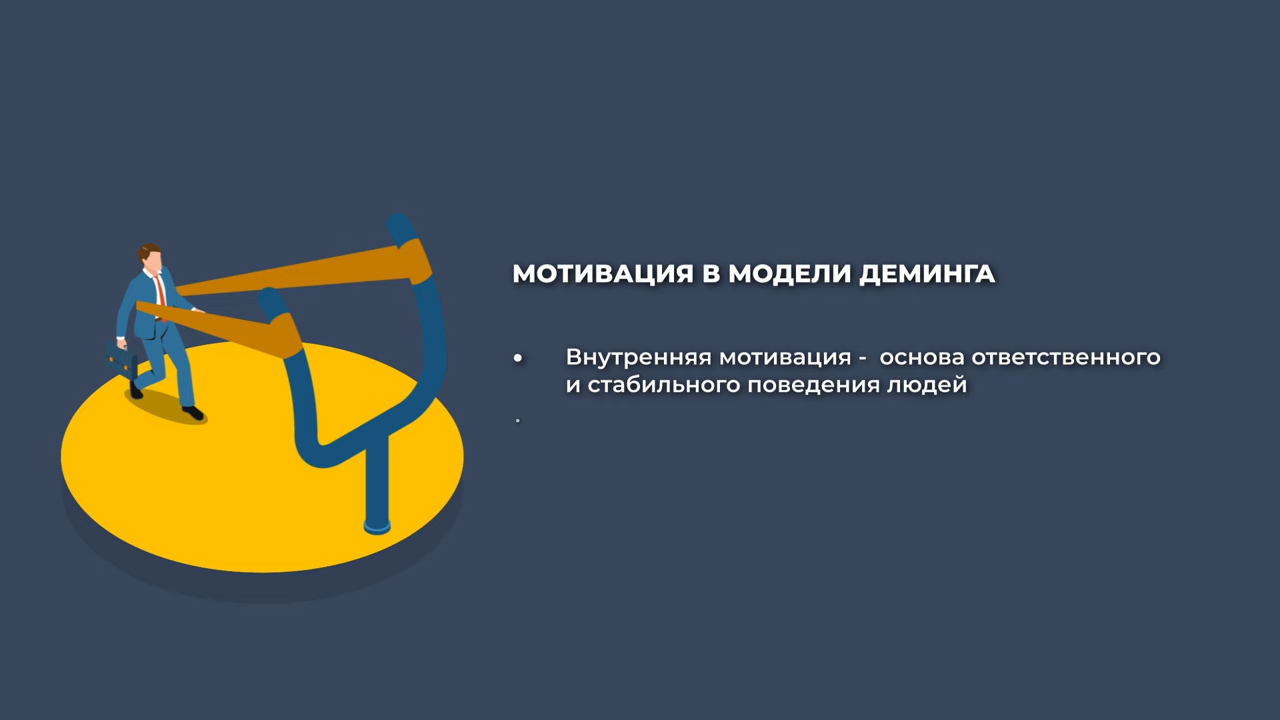 МОТИВАЦИЯ В МОДЕЛИ ДЕМИНГА
• Внутренняя мотивация - основа ответственного
и стабильного поведения людей
•